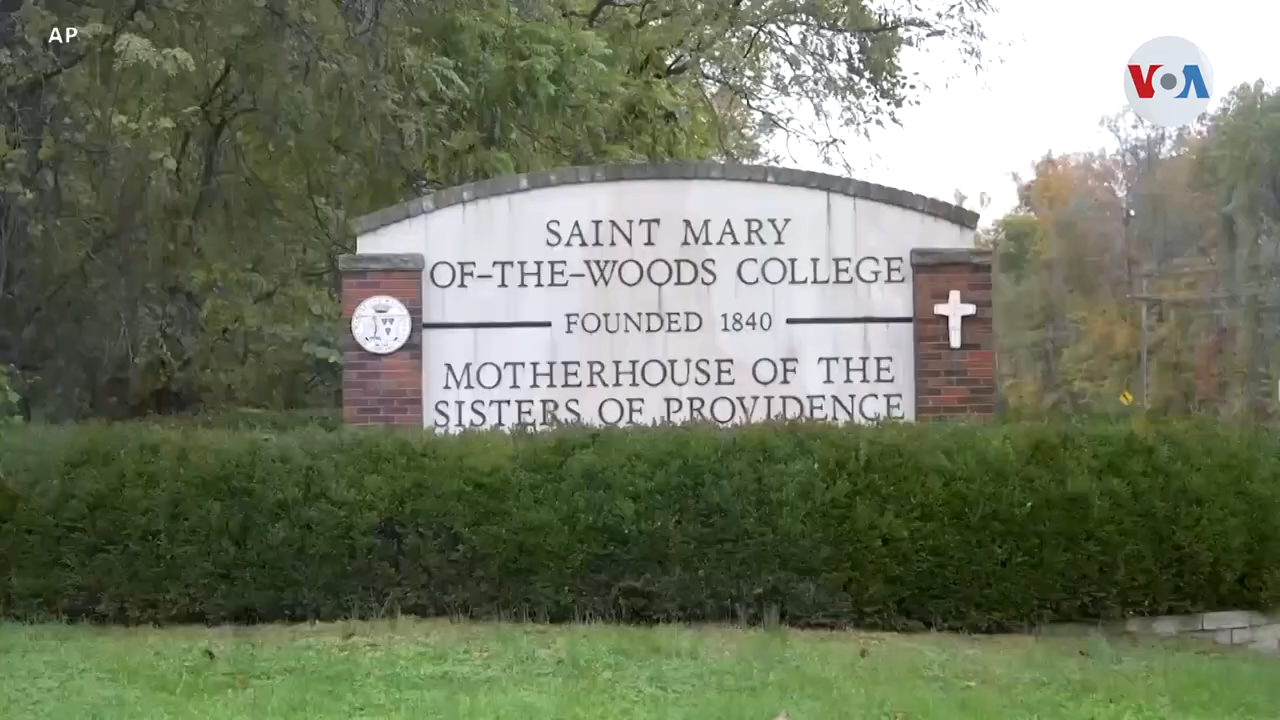 AP
VOA
SAINT MARY
OF-THE-WOODS COLLEGE
FOUNDED 1840
MOTHERHOUSE OF THE
SISTERS OF PROVIDENCE